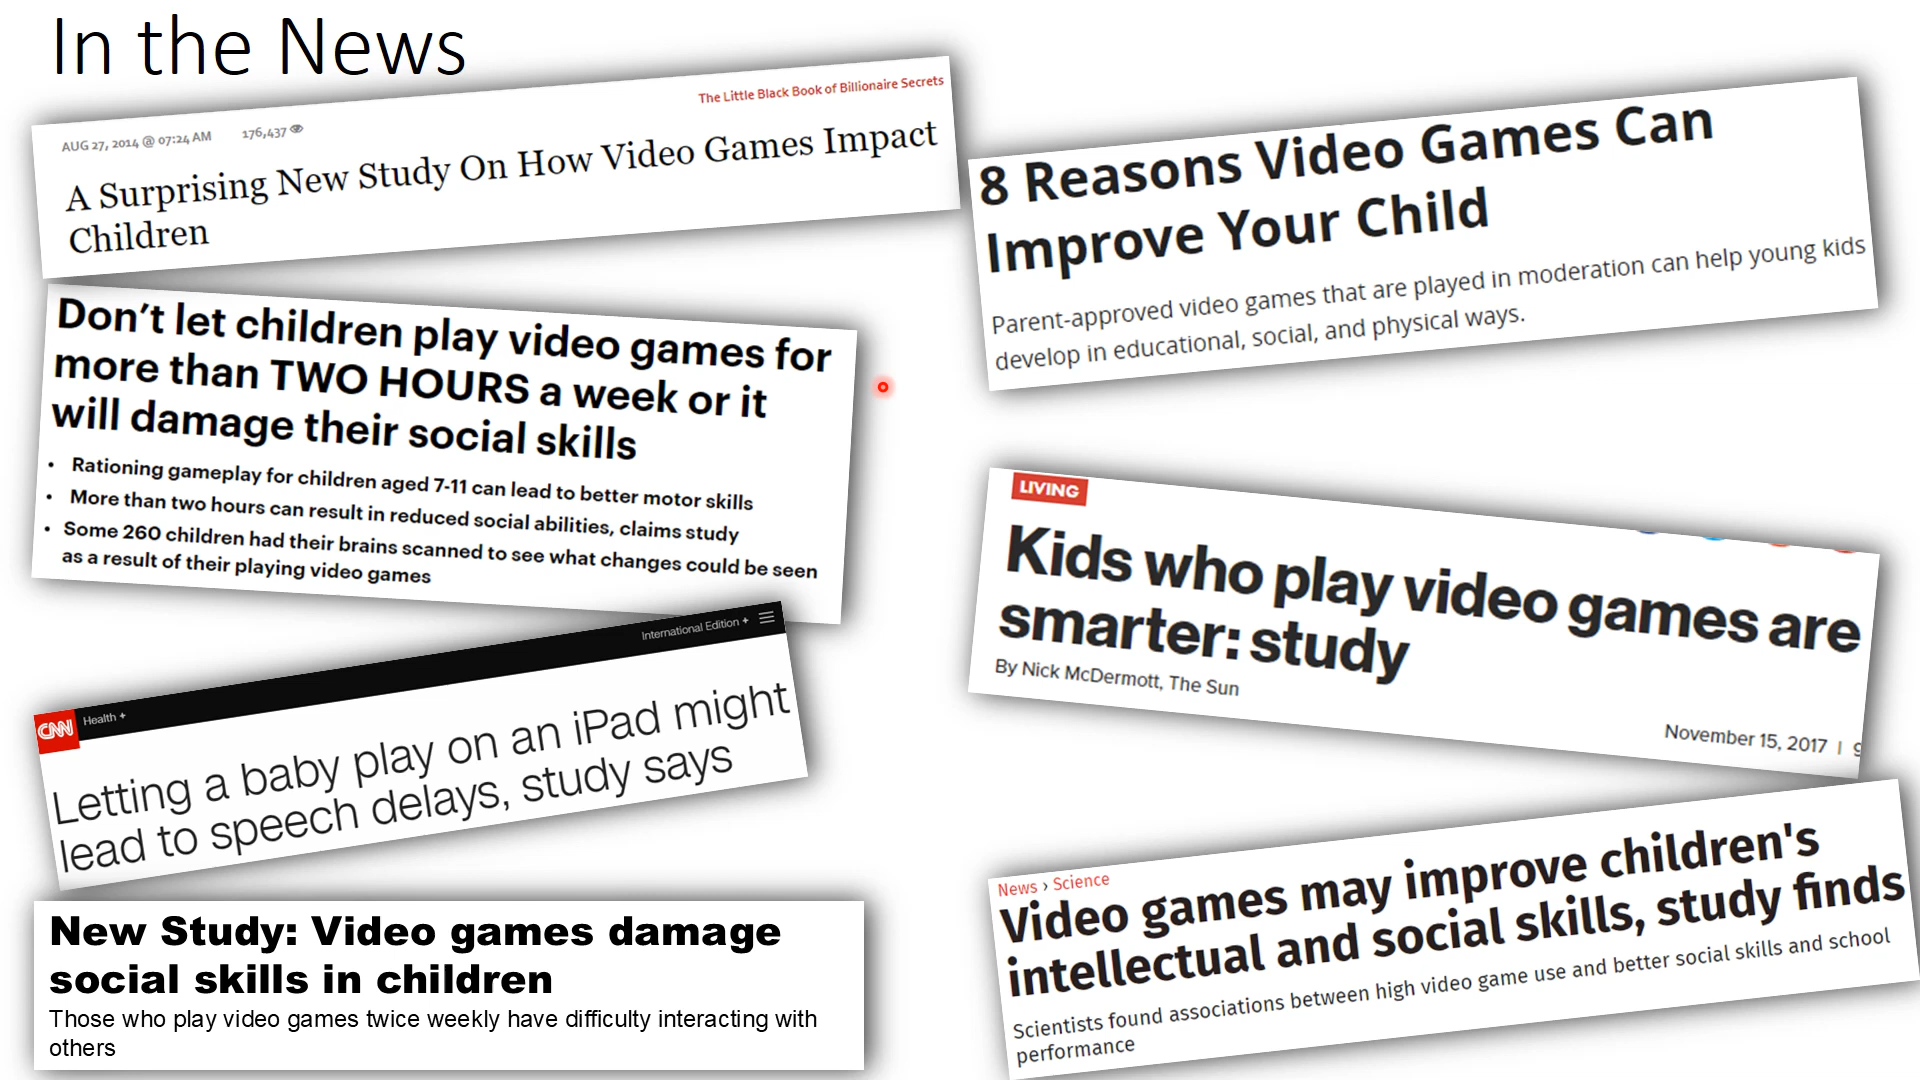 In the News
The Little Black Book of Billionaire Secrets
AUG 27, 2014 @ 07:24 AM 176,437
A Surprising New Study On How Video Games Impact
Children
Don’t let children play video games for
more than TWO HOURS a week or it
will damage their social skills
• Rationing gameplay for children aged 7-11 can lead to better motor skills
• More than two hours can result in reduced social abilities, claims study
• Some 260 children had their brains scanned to see what changes could be seen
as a result of their playing video games
International Edition +
CNN Health +
Letting a baby play on an iPad might
lead to speech delays, study says
New Study: Video games damage
social skills in children
Those who play video games twice weekly have difficulty interacting with
others
8 Reasons Video Games Can
Improve Your Child
Parent-approved video games that are played in moderation can help young kids
develop in educational, social, and physical ways.
LIVING
Kids who play video games are
smarter: study
By Nick McDermott, The Sun
November 15, 2017 |
News › Science
Video games may improve children's
intellectual and social skills, study finds
Scientists found associations between high video game use and better social skills and school
performance